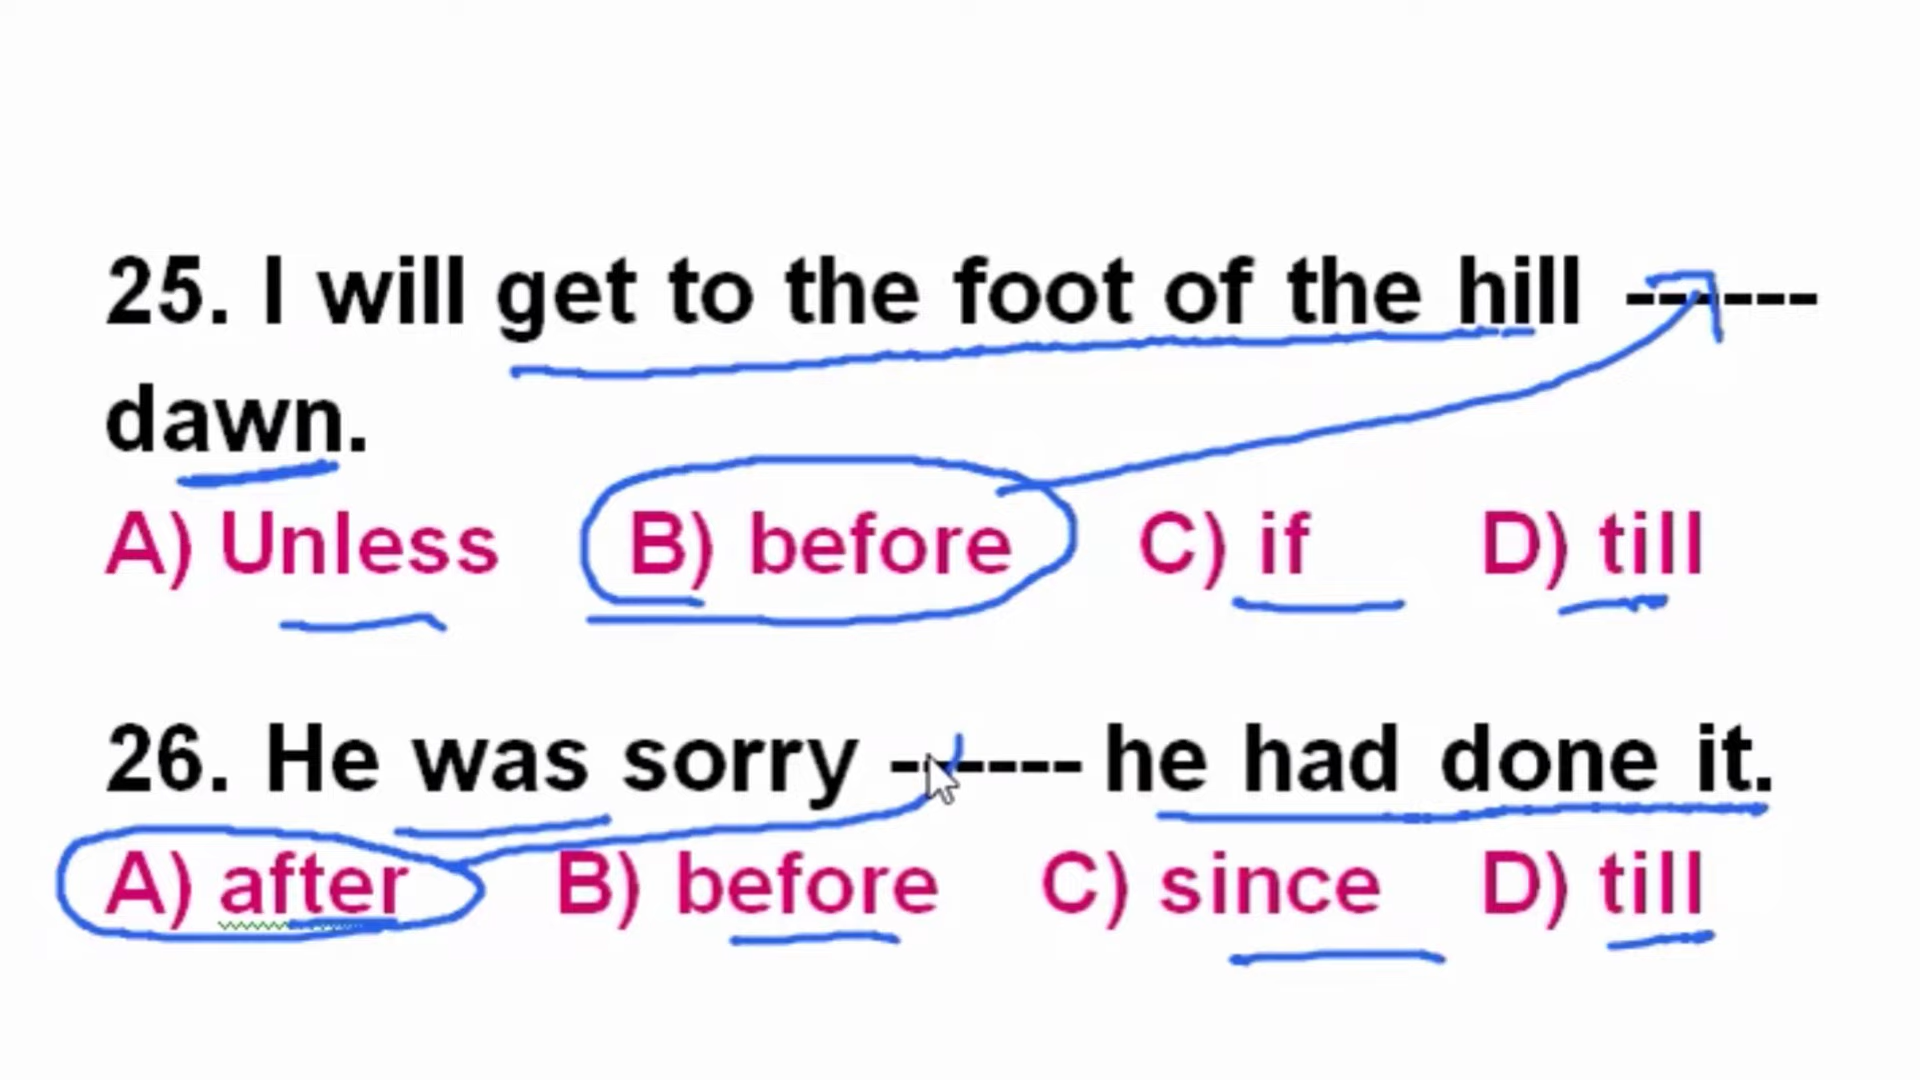 25. I will get to the foot of the hill ------
dawn.
A) Unless B) before C) if D) till
26. He was sorry ------ he had done it.
A) after B) before C) since D) till